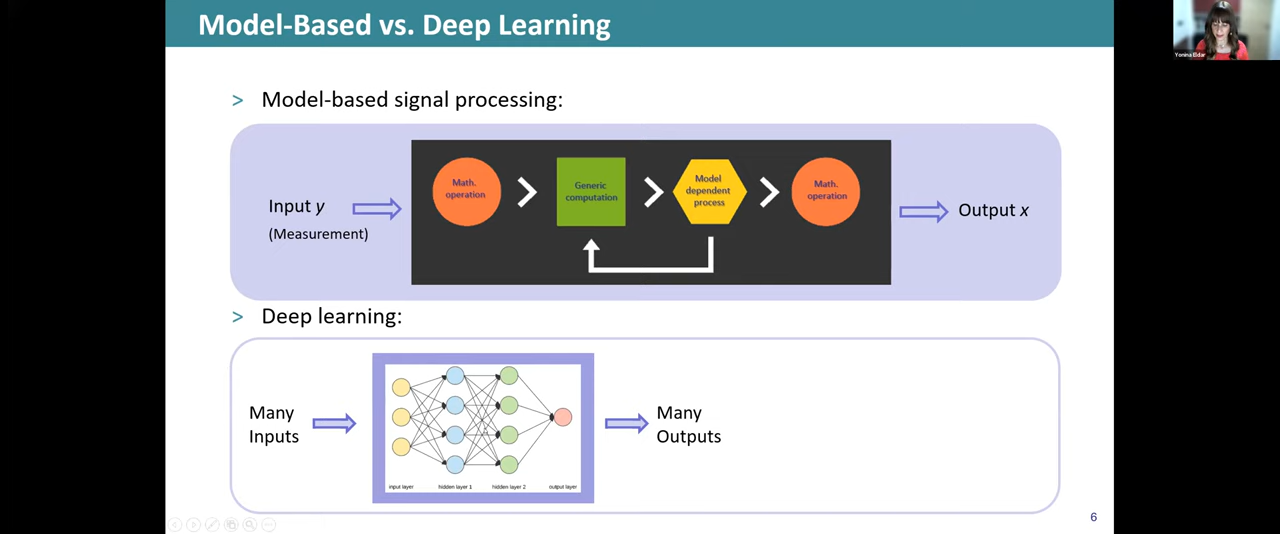 Model-Based vs. Deep Learning
Yonina Eldar
> Model-based signal processing:
Input y
(Measurement)
Math.
operation
Generic
computation
Model
dependent
process
Math.
operation
Output x
> Deep learning:
Many
Inputs
input layer
hidden layer 1
hidden layer 2
output layer
Many
Outputs
6